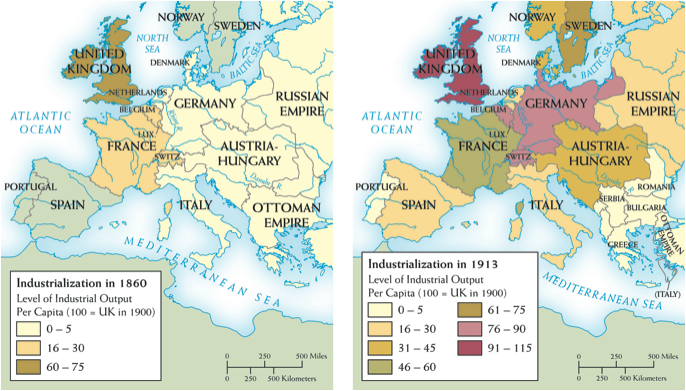 NORWAY
SWEDEN
NORTH
SEA
UNITED
KINGDOM
DENMARK
BALTIC SEA
NETHERLANDS
BELGIUM
GERMANY
RUSSIAN
EMPIRE
ATLANTIC
OCEAN
LUX
FRANCE
SWITZ
AUSTRIA-
HUNGARY
PORTUGAL
SPAIN
ITALY
OTTOMAN
EMPIRE
MEDITERRANEAN SEA
Industrialization in 1860
Level of Industrial Output
Per Capita (100 = UK in 1900)
0 – 5
16 – 30
60 – 75
0 250 500 Miles
0 250 500 Kilometers
NORWAY
SWEDEN
NORTH
SEA
UNITED
KINGDOM
DENMARK
BALTIC SEA
NETHERLANDS
BELGIUM
GERMANY
RUSSIAN
EMPIRE
ATLANTIC
OCEAN
LUX
FRANCE
SWITZ
AUSTRIA-
HUNGARY
Danube
PORTUGAL
SPAIN
ITALY
ROMANIA
SERBIA
BULGARIA
OTTOMAN
EMPIRE
GREECE
(ITALY)
MEDITERRANEAN SEA
Industrialization in 1913
Level of Industrial Output
Per Capita (100 = UK in 1900)
0 – 5
16 – 30
31 – 45
46 – 60
61 – 75
76 – 90
91 – 115
0 250 500 Miles
0 250 500 Kilometers